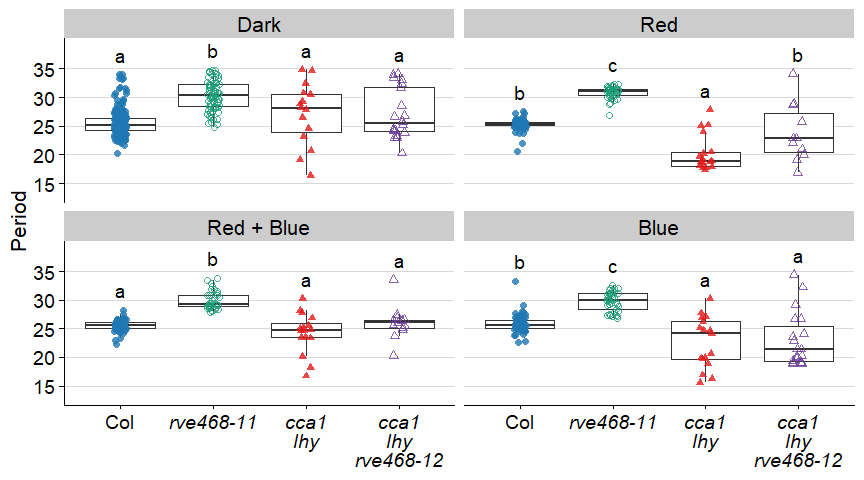 Dark
Red
a b a a
b c a b
35
30
25
20
15
Period
Red + Blue
Blue
a b a a
b c a a
35
30
25
20
15
Col rve468-11 cca1 cca1
lhy lhy
rve468-12
Col rve468-11 cca1 cca1
lhy lhy
rve468-12